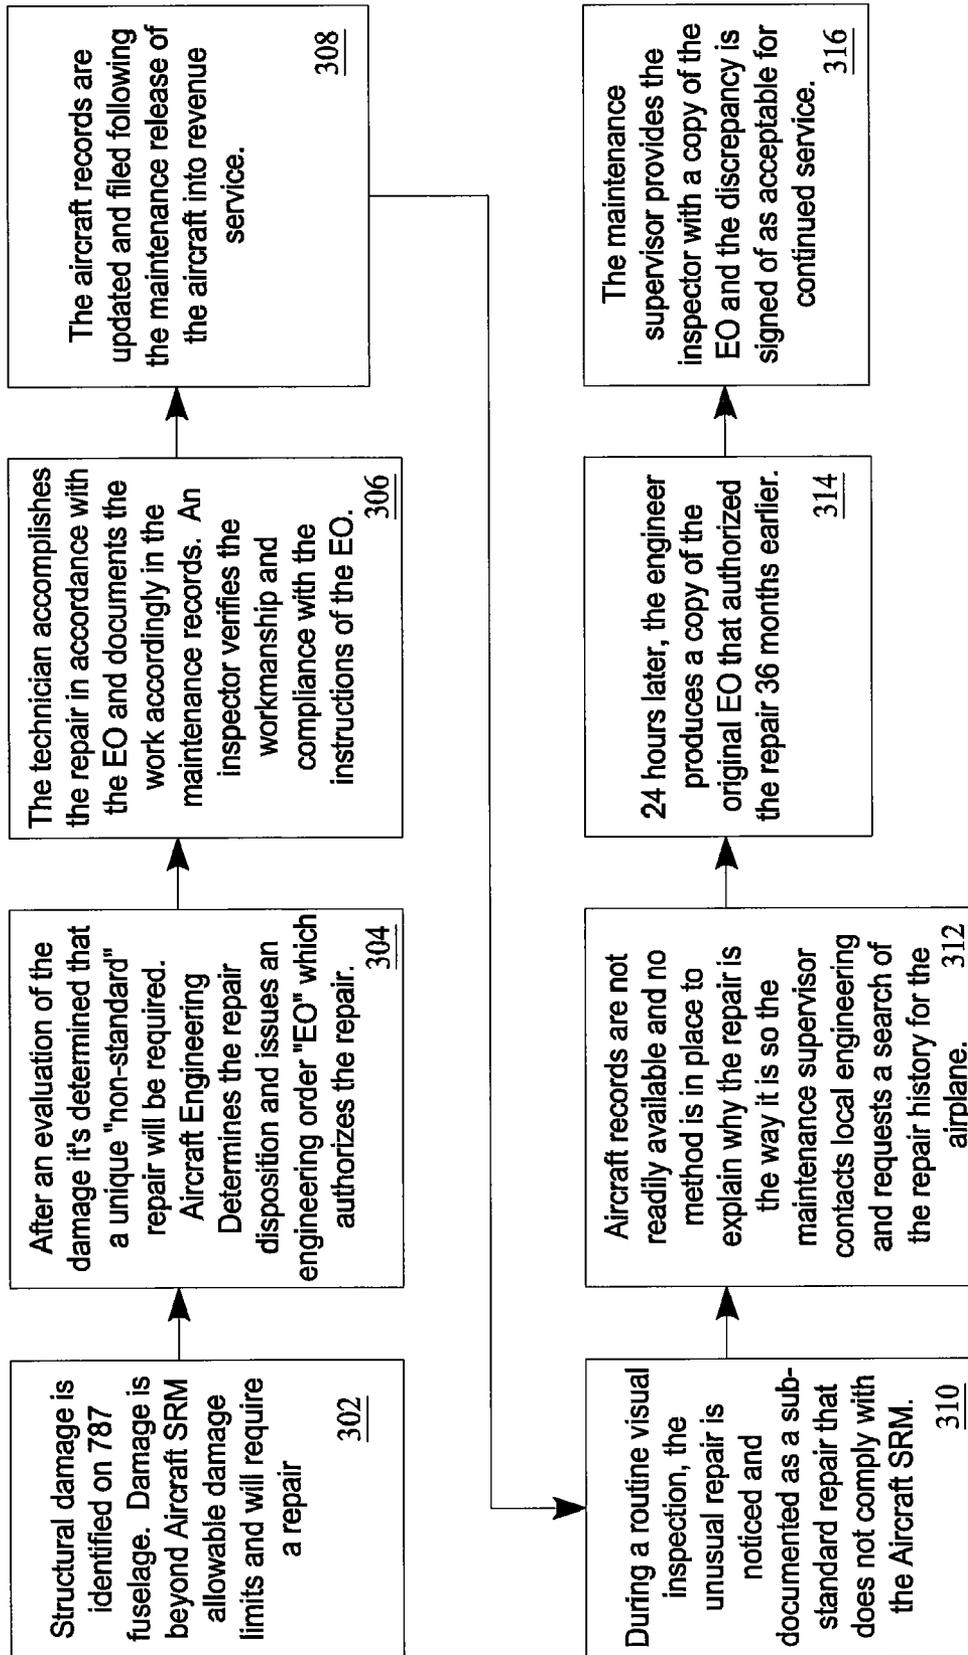 Structural damage is
identified on 787
fuselage. Damage is
beyond Aircraft SRM
allowable damage
limits and will require
a repair
302
After an evaluation of the
damage it's determined that
a unique "non-standard"
repair will be required.
Aircraft Engineering
Determines the repair
disposition and issues an
engineering order "EO" which
authorizes the repair.
304
The technician accomplishes
the repair in accordance with
the EO and documents the
work accordingly in the
maintenance records. An
inspector verifies the
workmanship and
compliance with the
instructions of the EO.
306
The aircraft records are
updated and filed following
the maintenance release of
the aircraft into revenue
service.
308
During a routine visual
inspection, the
unusual repair is
noticed and
documented as a sub-
standard repair that
does not comply with
the Aircraft SRM.
310
Aircraft records are not
readily available and no
method is in place to
explain why the repair is
the way it is so the
maintenance supervisor
contacts local engineering
and requests a search of
the repair history for the
airplane.
312
24 hours later, the engineer
produces a copy of the
original EO that authorized
the repair 36 months earlier.
314
The maintenance
supervisor provides the
inspector with a copy of the
EO and the discrepancy is
signed of as acceptable for
continued service.
316